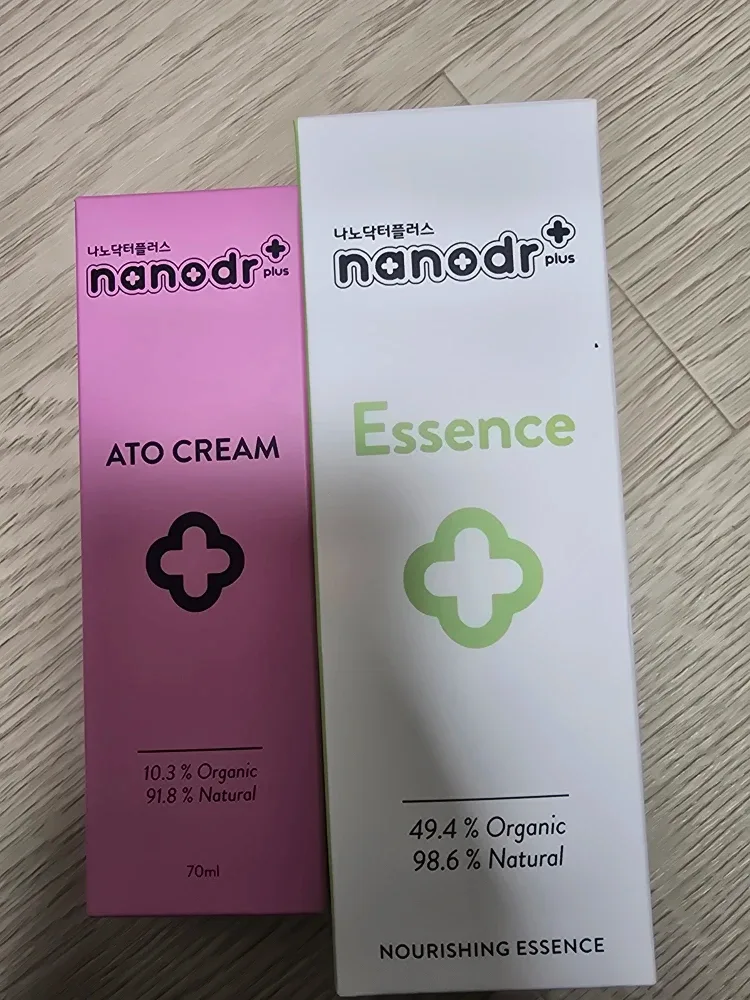 나노닥터플러스
nanodr plus
ATO CREAM
10.3 % Organic
91.8 % Natural
70ml
나노닥터플러스
nanodr plus
Essence
49.4 % Organic
98.6 % Natural
NOURISHING ESSENCE